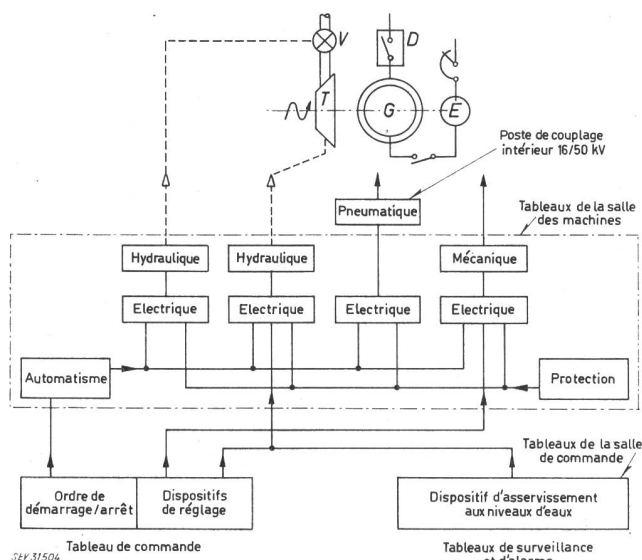 V
D
T
G
E
Poste de couplage
intérieur 16/50 kV
Pneumatique
Tableaux de la salle
des machines
Hydraulique
Hydraulique
Mécanique
Electrique
Electrique
Electrique
Electrique
Automatisme
Protection
Tableaux de la salle
de commande
Ordre de
démarrage/arrêt
Dispositifs
de réglage
Dispositif d'asservissement
aux niveaux d'eaux
Tableau de commande
Tableaux de surveillance
et d'alarme
SEV 31504